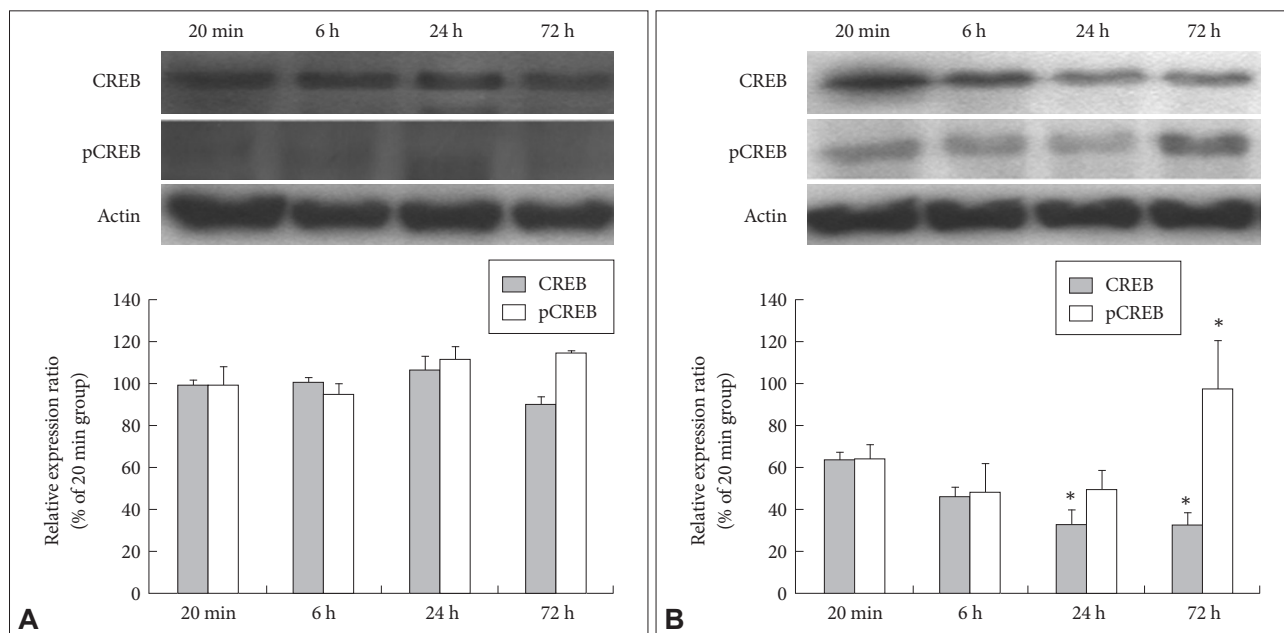 20 min 6 h 24 h 72 h
CREB
pCREB
Actin
CREB
pCREB
140
120
100
80
60
40
20
0
Relative expression ratio
(% of 20 min group)
20 min 6 h 24 h 72 h
A
20 min 6 h 24 h 72 h
CREB
pCREB
Actin
CREB
pCREB
140
120
100
80
60
40
20
0
Relative expression ratio
(% of 20 min group)
*
*
*
20 min 6 h 24 h 72 h
B